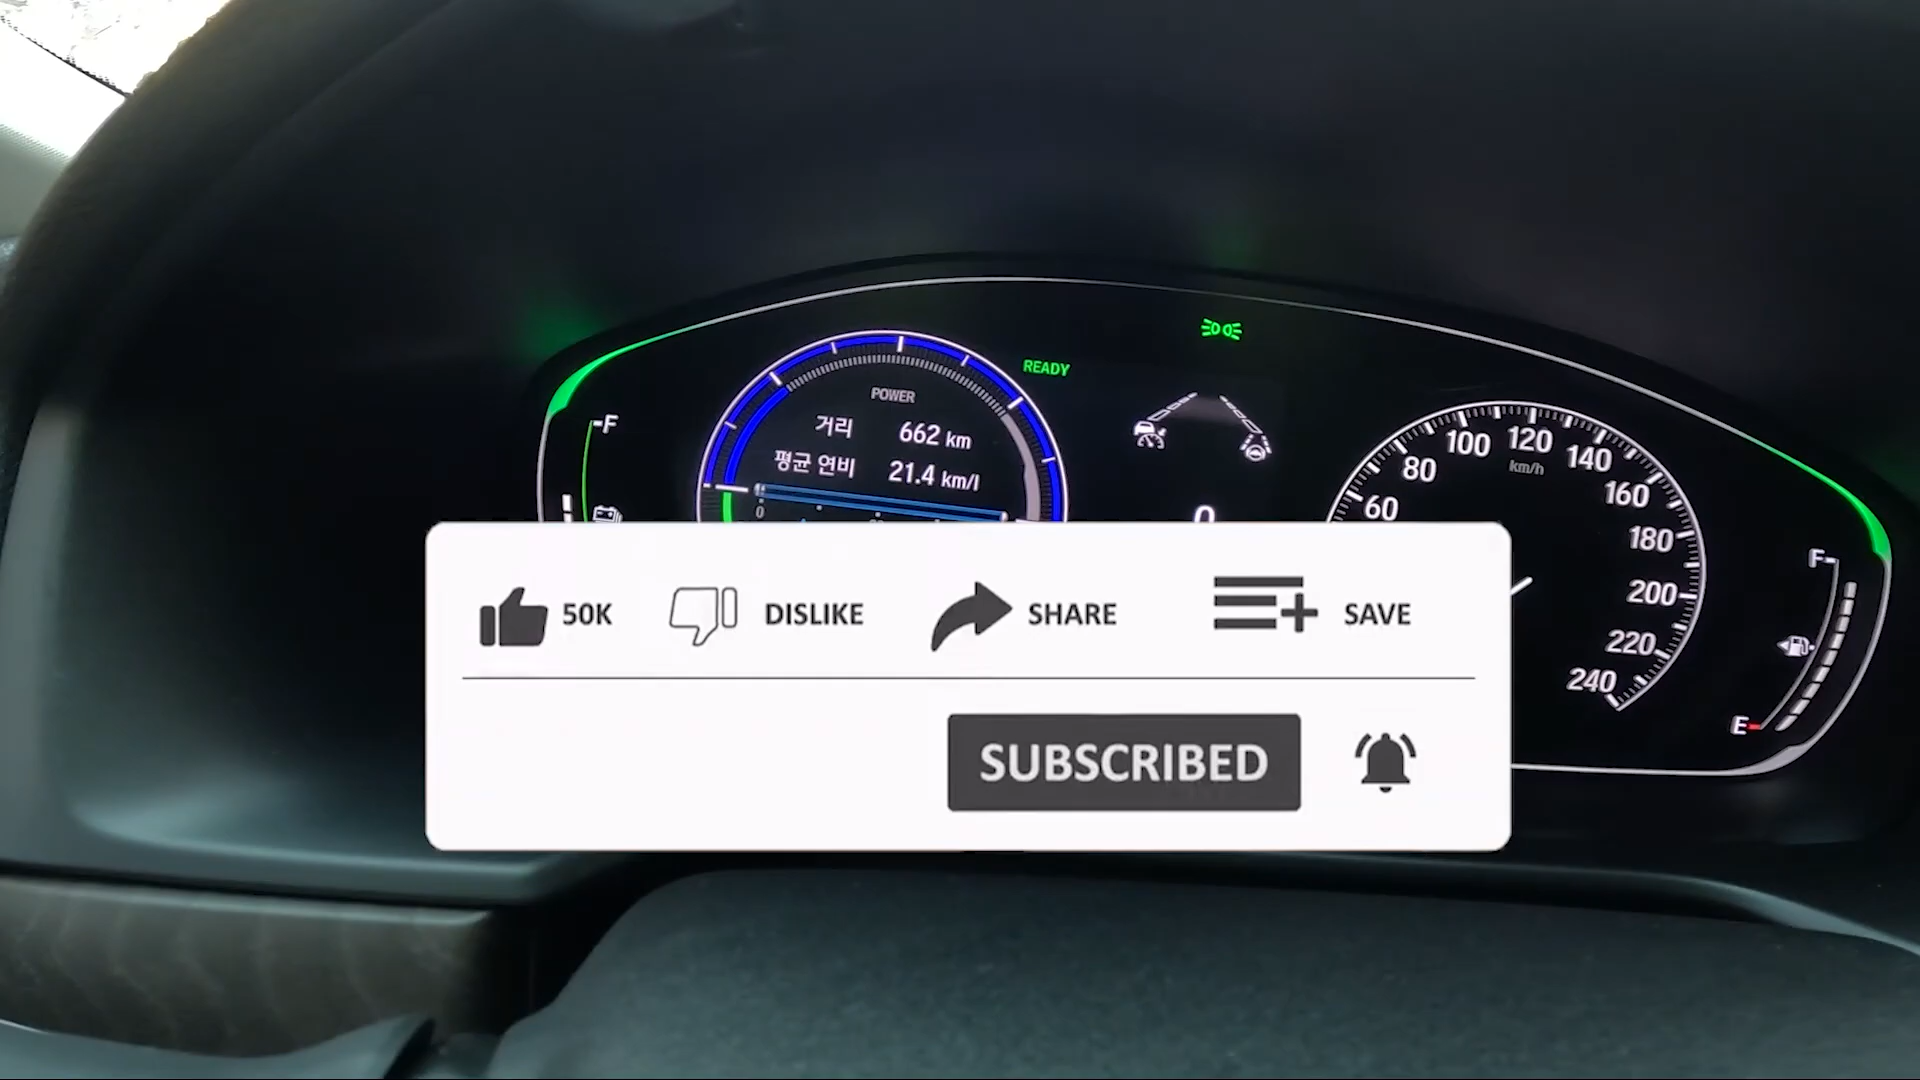 READY
POWER
거리 662 km
평균 연비 21.4 km/l
0
F
0
60
80
100
120
140
160
180
200
220
240
km/h
F
E
50K DISLIKE SHARE SAVE
SUBSCRIBED